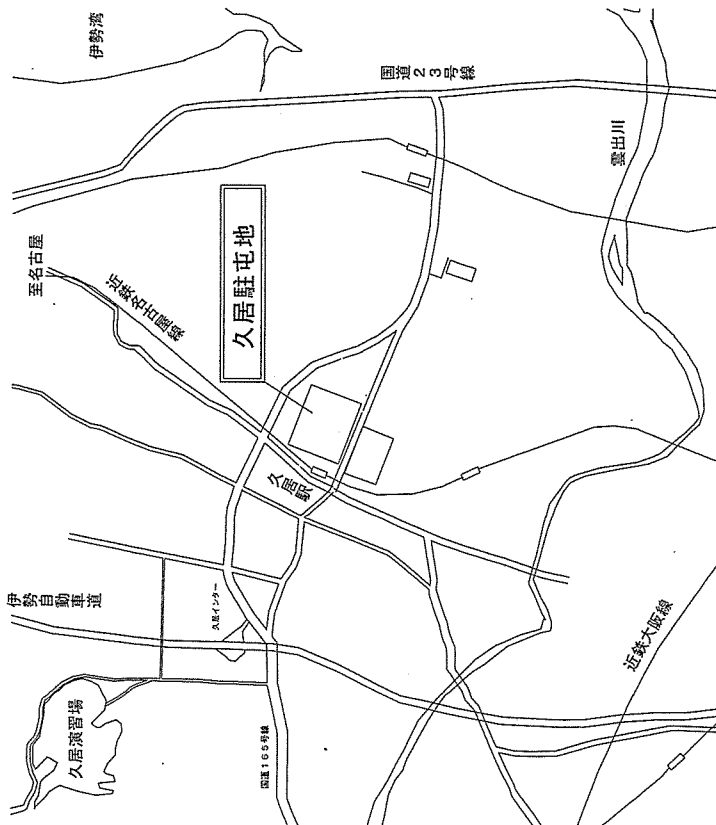 伊勢湾
国道23号線
雲出川
至名古屋
近鉄名古屋線
久居駐屯地
久居駅
伊勢自動車道
久居インター
久居演習場
国道165号線
近鉄大阪線